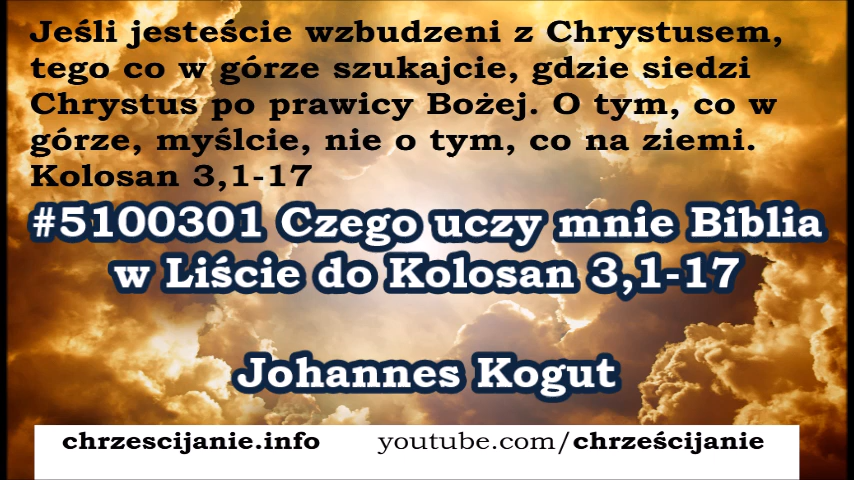 Jeśli jesteście wzbudzeni z Chrystusem,
tego co w górze szukajcie, gdzie siedzi
Chrystus po prawicy Bożej. O tym, co w
górze, myślcie, nie o tym, co na ziemi.
Kolosan 3,1-17
#5100301 Czego uczy mnie Biblia
w Liście do Kolosan 3,1-17
Johannes Kogut
chrzescijanie.info youtube.com/chrześcijanie